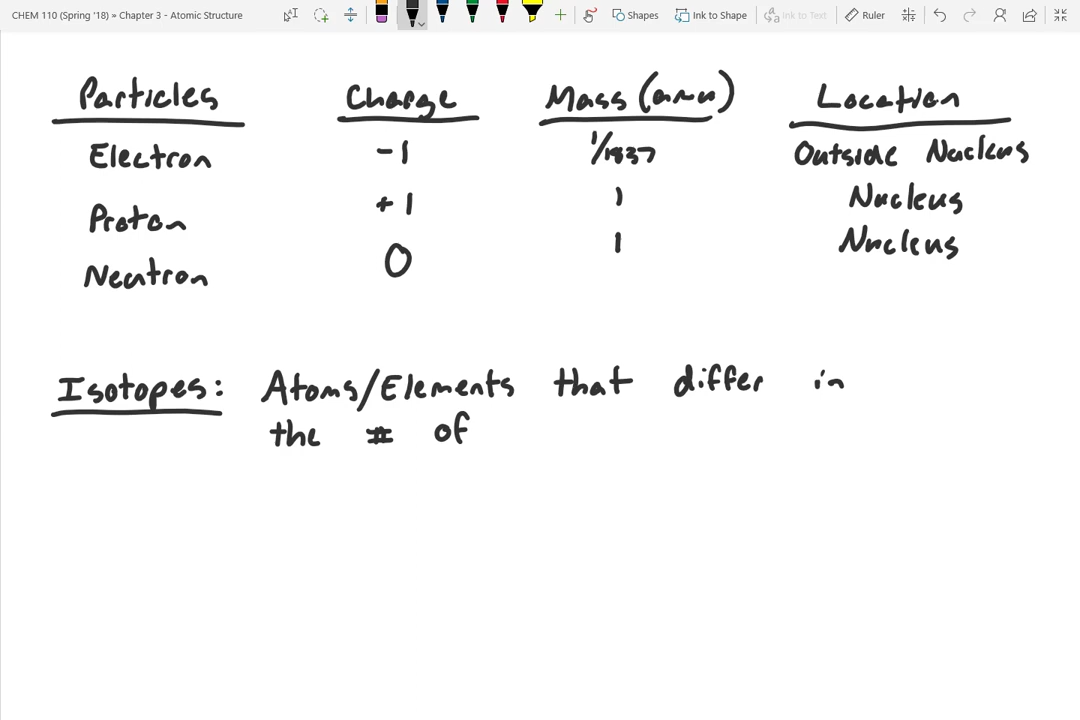 CHEM 110 (Spring '18) » Chapter 3 - Atomic Structure Shapes Ink to Shape Ink to Text Ruler
Particles Charge Mass (amu) Location
Electron -1 1/1837 Outside Nucleus
Proton +1 1 Nucleus
Neutron 0 1 Nucleus
Isotopes: Atoms/Elements that differ in
the # of